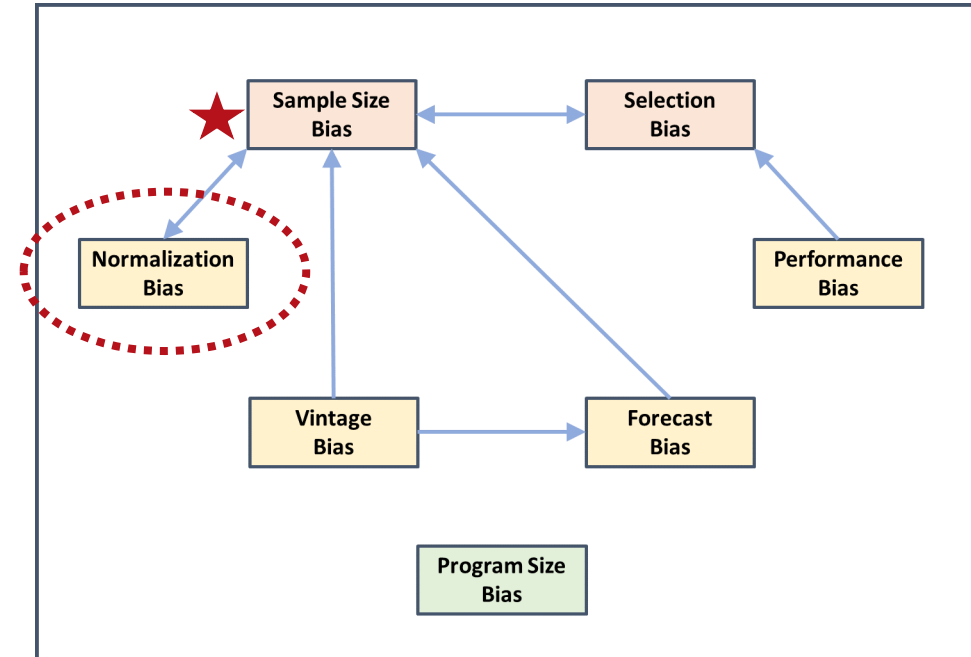 Sample Size
Bias
Selection
Bias
Normalization
Bias
Performance
Bias
Vintage
Bias
Forecast
Bias
Program Size
Bias